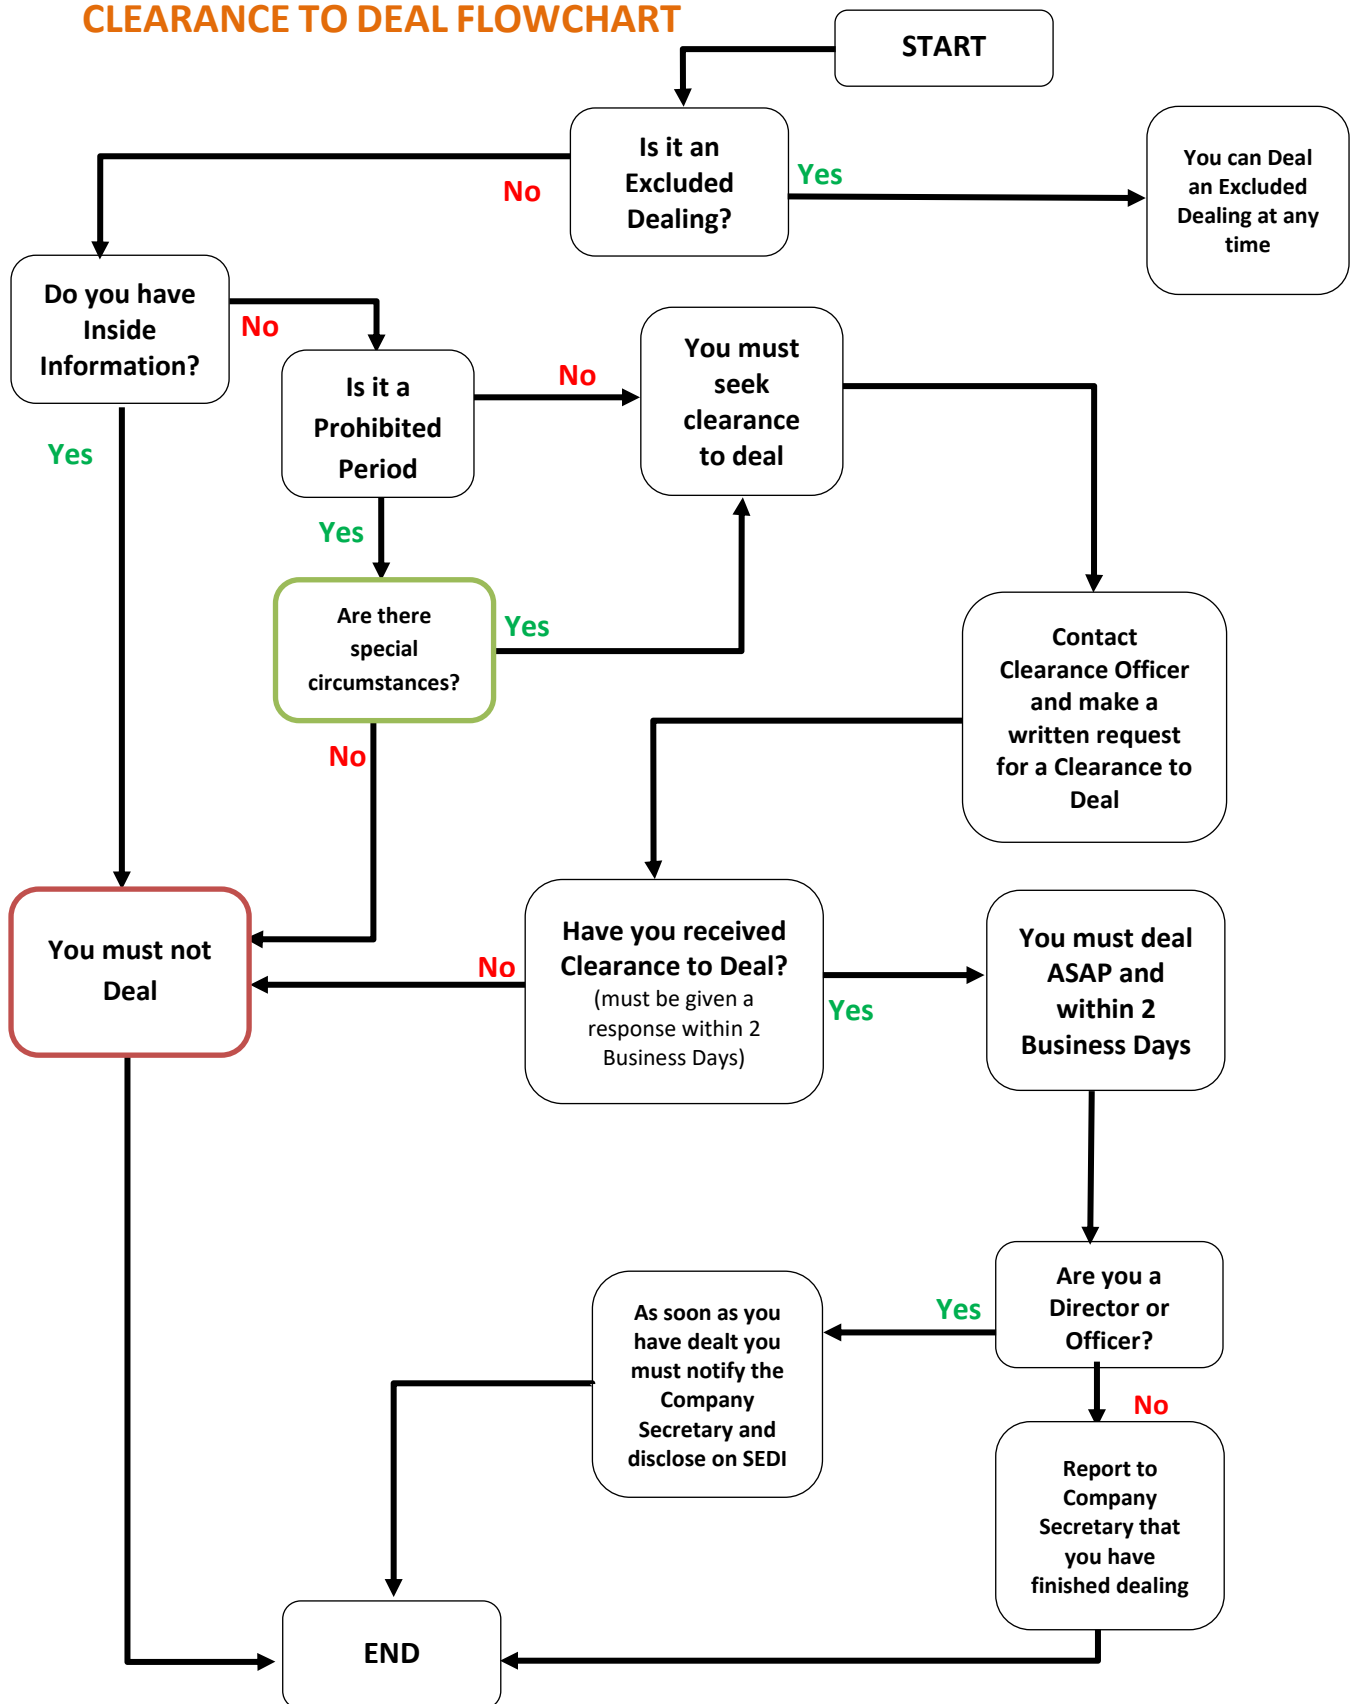 CLEARANCE TO DEAL FLOWCHART
START
Is it an
Excluded
Dealing?
Yes
No
You can Deal
an Excluded
Dealing at any
time
Do you have
Inside
Information?
No
Yes
Is it a
Prohibited
Period
No
Yes
You must
seek
clearance
to deal
Are there
special
circumstances?
Yes
No
Contact
Clearance Officer
and make a
written request
for a Clearance to
Deal
You must not
Deal
No
Have you received
Clearance to Deal?
(must be given a
response within 2
Business Days)
Yes
You must deal
ASAP and
within 2
Business Days
Are you a
Director or
Officer?
Yes
No
As soon as you
have dealt you
must notify the
Company
Secretary and
disclose on SEDI
Report to
Company
Secretary that
you have
finished dealing
END